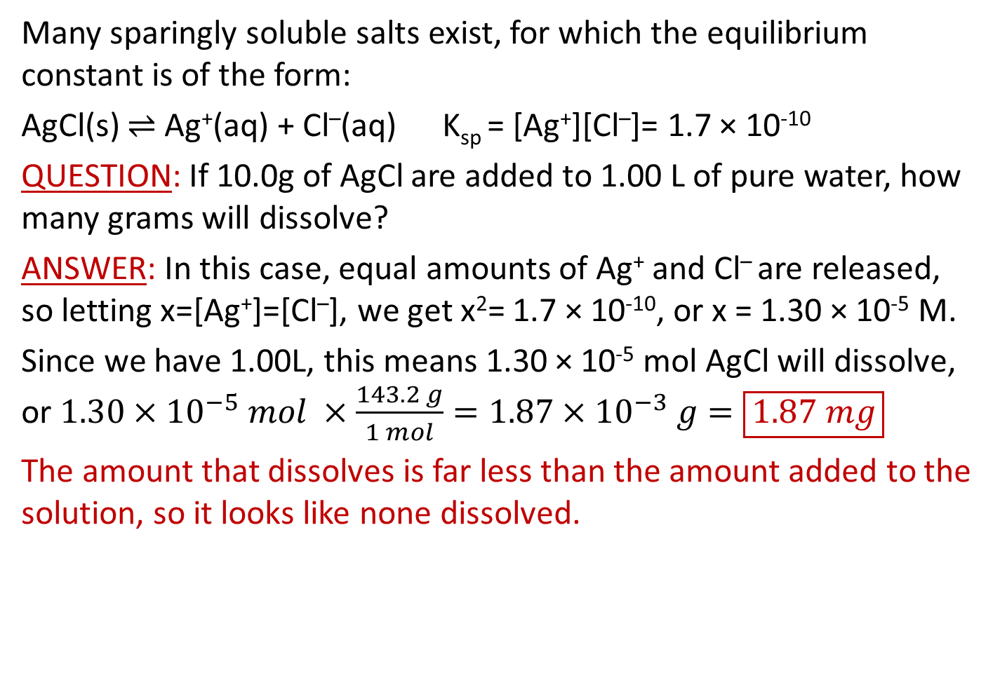 Many sparingly soluble salts exist, for which the equilibrium
constant is of the form:
AgCl(s) ⇌ Ag⁺(aq) + Cl⁻(aq) K_sp = [Ag⁺][Cl⁻]= 1.7 × 10⁻¹⁰
QUESTION: If 10.0g of AgCl are added to 1.00 L of pure water, how
many grams will dissolve?
ANSWER: In this case, equal amounts of Ag⁺ and Cl⁻ are released,
so letting x=[Ag⁺]=[Cl⁻], we get x²= 1.7 × 10⁻¹⁰, or x = 1.30 × 10⁻⁵ M.
Since we have 1.00L, this means 1.30 × 10⁻⁵ mol AgCl will dissolve,
or 1.30 × 10⁻⁵ mol × 143.2 g / 1 mol = 1.87 × 10⁻³ g = 1.87 mg
The amount that dissolves is far less than the amount added to the
solution, so it looks like none dissolved.